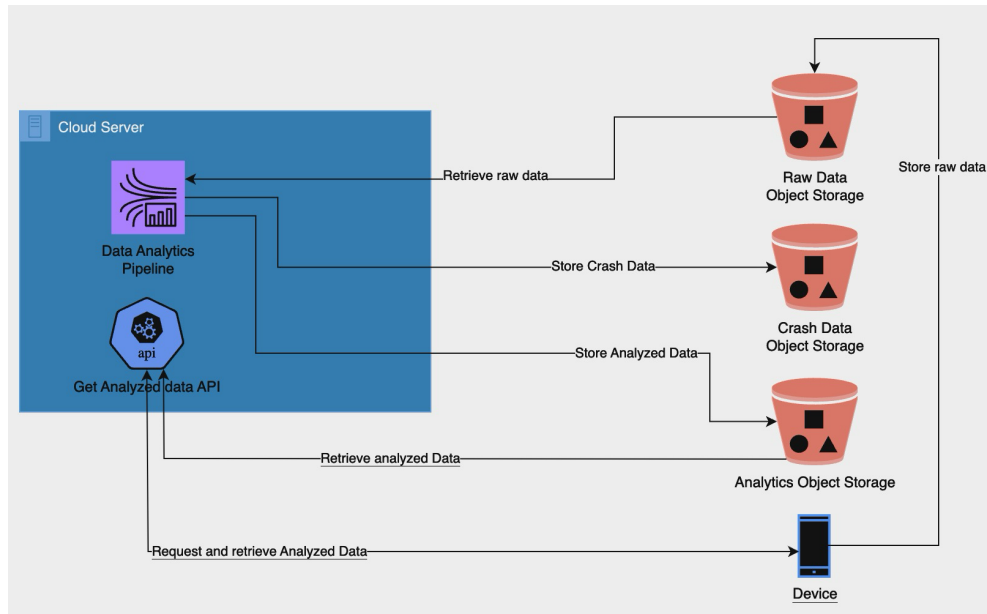 Cloud Server
Data Analytics
Pipeline
api
Get Analyzed data API
Retrieve raw data
Store Crash Data
Store Analyzed Data
Retrieve analyzed Data
Request and retrieve Analyzed Data
Raw Data
Object Storage
Store raw data
Crash Data
Object Storage
Analytics Object Storage
Device